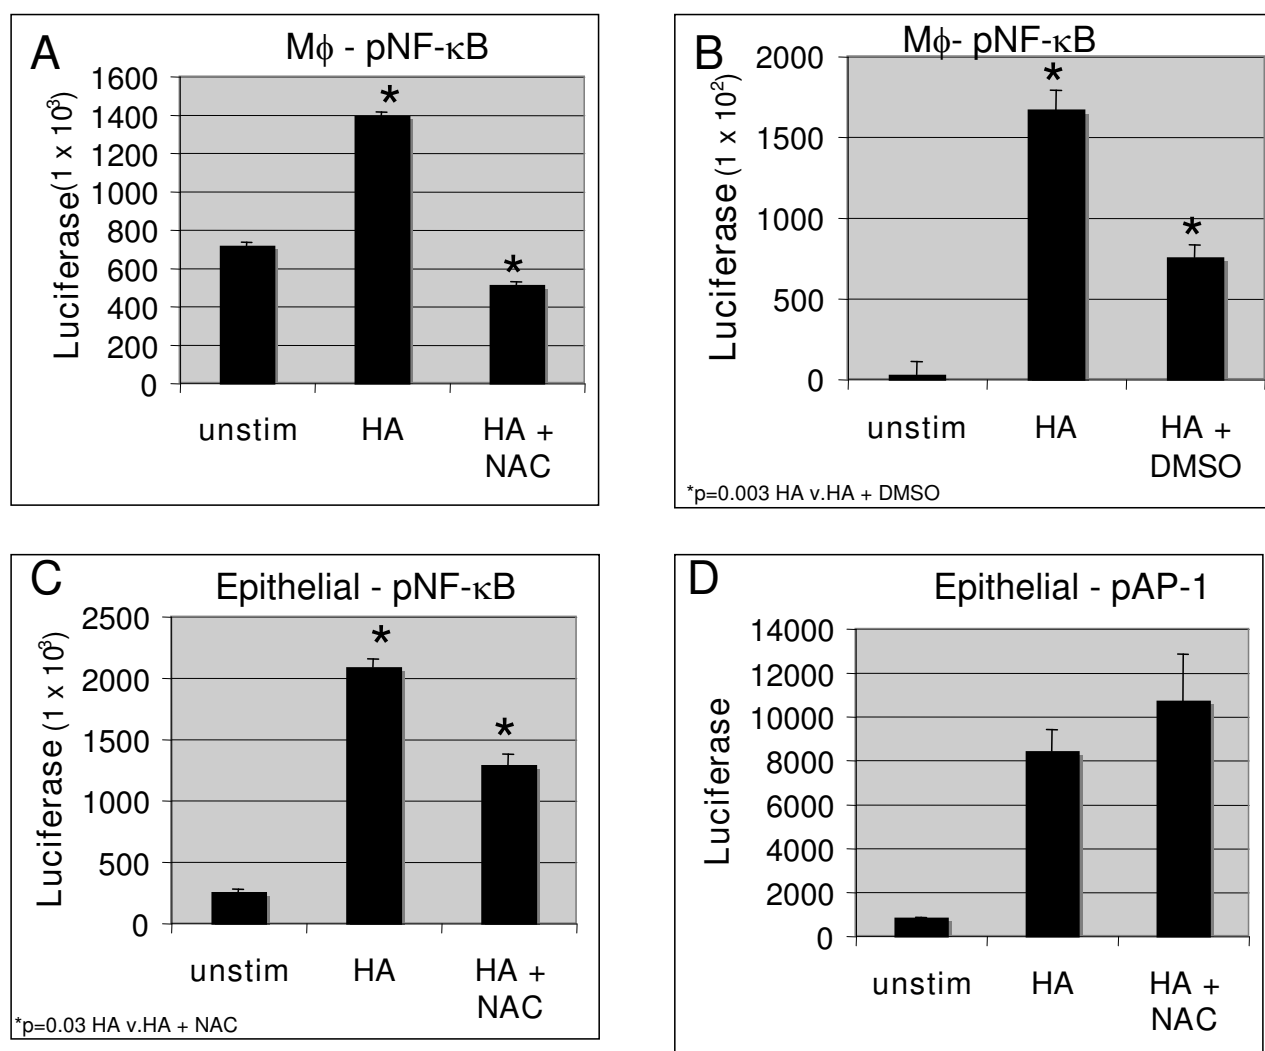 A
Mϕ - pNF-κB
Luciferase(1 x 10³)
1600
1400
1200
1000
800
600
400
200
0
*
*
unstim
HA
HA +
NAC
B
Mϕ- pNF-κB
Luciferase (1 x 10²)
2000
1500
1000
500
0
*
*
unstim
HA
HA +
DMSO
*p=0.003 HA v.HA + DMSO
C
Epithelial - pNF-κB
Luciferase (1 x 10³)
2500
2000
1500
1000
500
0
*
*
unstim
HA
HA +
NAC
*p=0.03 HA v.HA + NAC
D
Epithelial - pAP-1
Luciferase
14000
12000
10000
8000
6000
4000
2000
0
unstim
HA
HA +
NAC